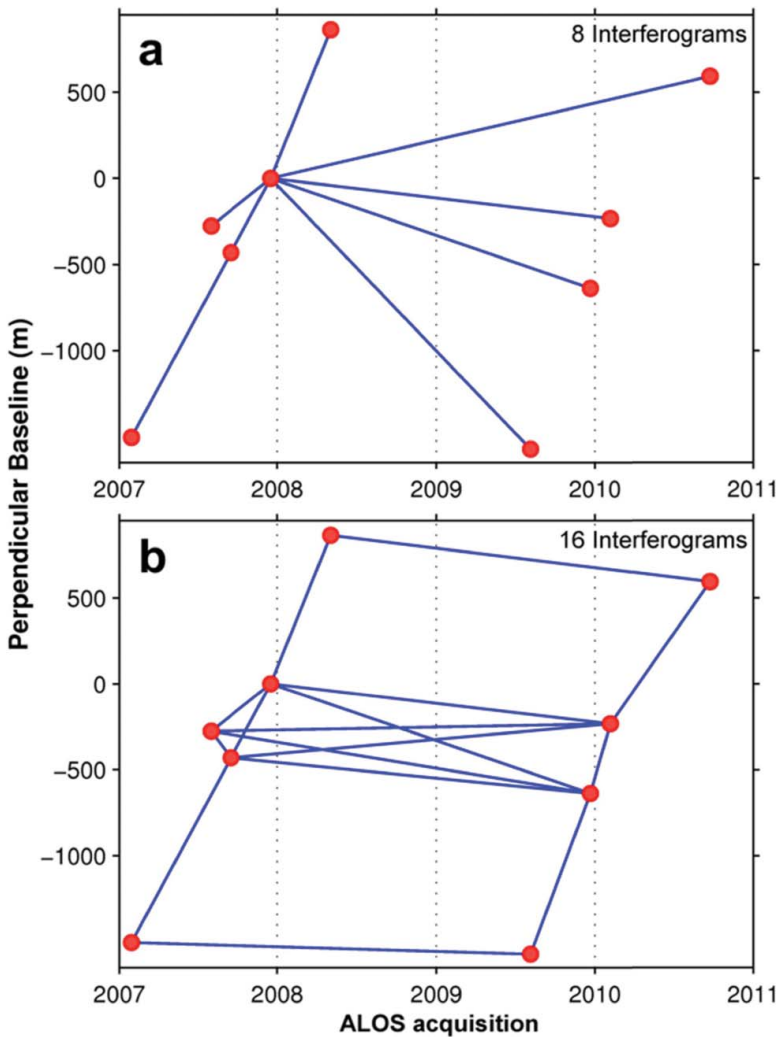 a
8 Interferograms
500
0
−500
−1000
2007 2008 2009 2010 2011
Perpendicular Baseline (m)
b
16 Interferograms
500
0
−500
−1000
2007 2008 2009 2010 2011
ALOS acquisition